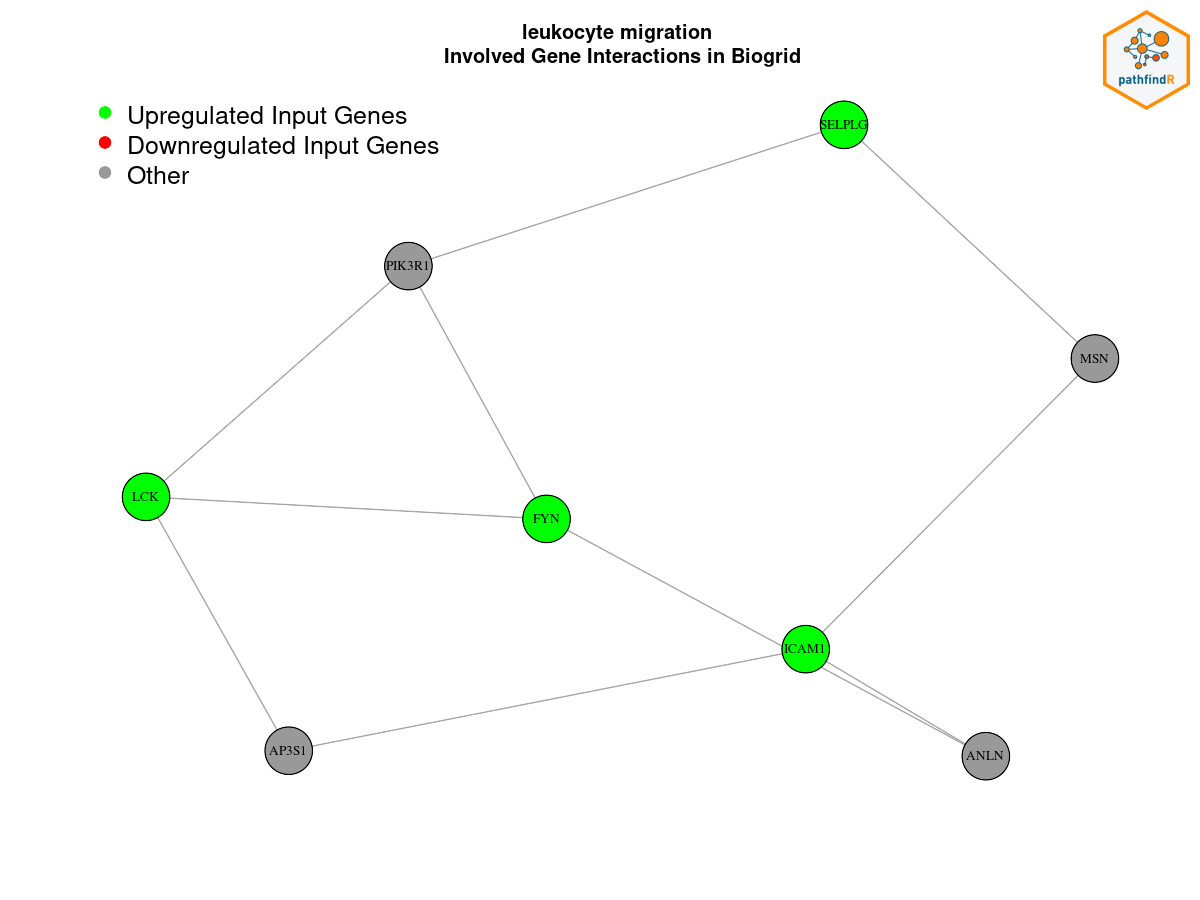 leukocyte migration
Involved Gene Interactions in Biogrid
pathfindR
Upregulated Input Genes
Downregulated Input Genes
Other
SELPLG
PIK3R1
MSN
LCK
FYN
ICAM1
AP3S1
ANLN